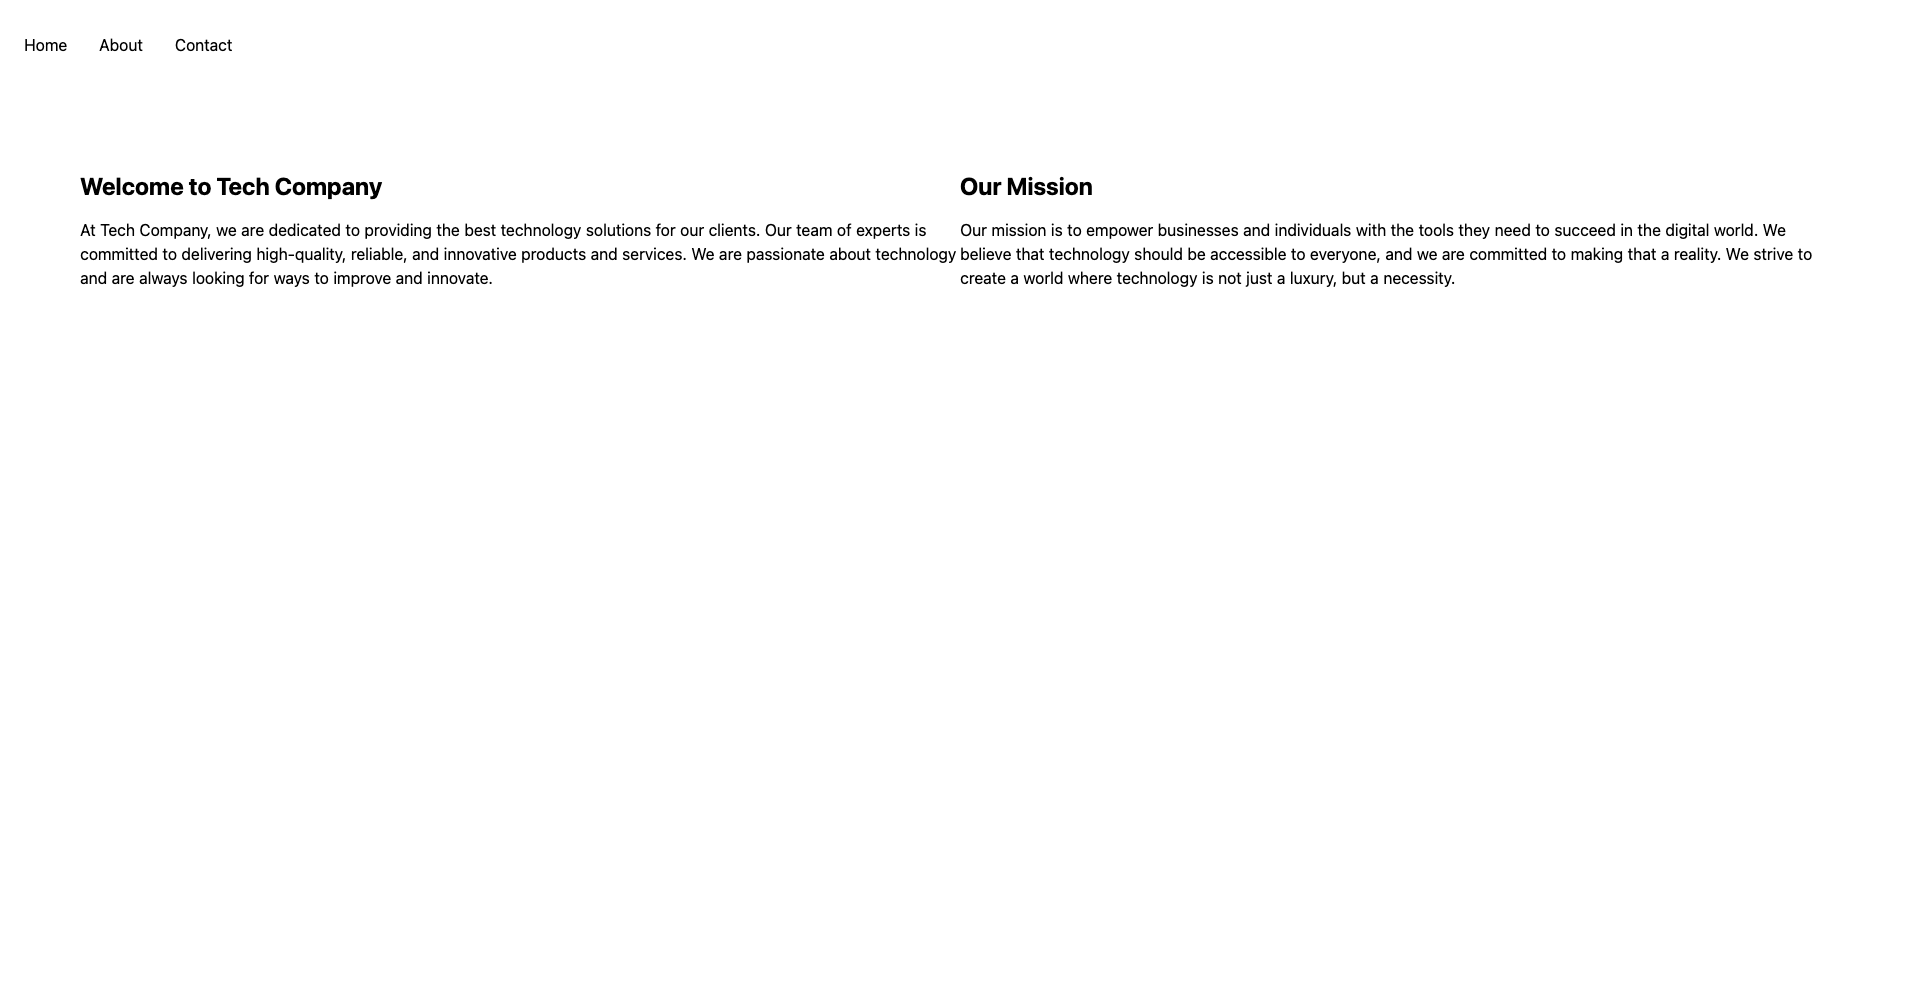 Home About Contact
Welcome to Tech Company
At Tech Company, we are dedicated to providing the best technology solutions for our clients. Our team of experts is
committed to delivering high-quality, reliable, and innovative products and services. We are passionate about technology
and are always looking for ways to improve and innovate.
Our Mission
Our mission is to empower businesses and individuals with the tools they need to succeed in the digital world. We
believe that technology should be accessible to everyone, and we are committed to making that a reality. We strive to
create a world where technology is not just a luxury, but a necessity.